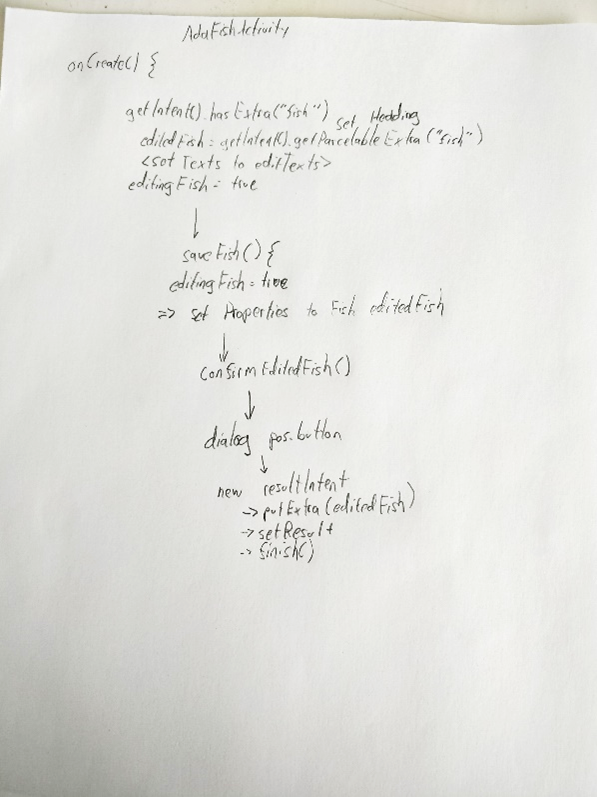 AddFishActivity
onCreate() {
getIntent().hasExtra("fish") set Heading
editedFish = getIntent().getParcelableExtra("fish")
<set Texts to editTexts>
editingFish = true
saveFish() {
editingFish = true
=> set Properties to Fish editedFish
confirmEditedFish()
dialog pos.button
new resultIntent
-> putExtra(editedFish)
-> setResult
-> finish()